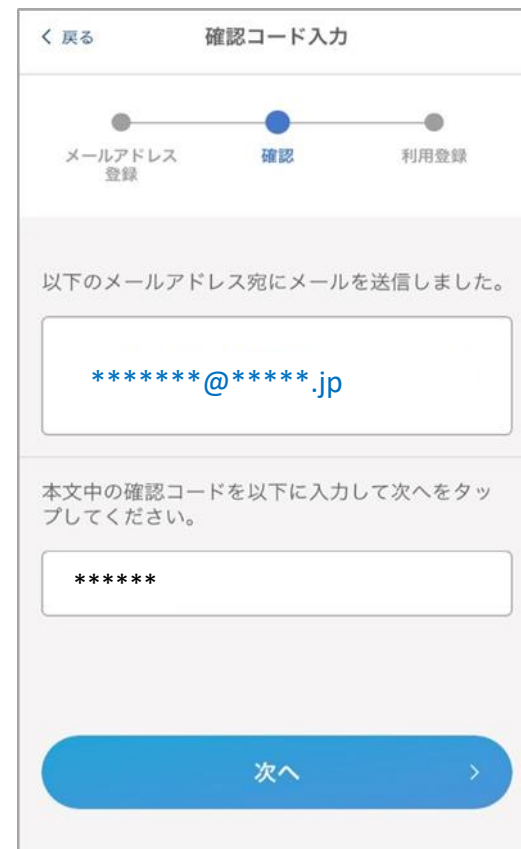 戻る 確認コード入力
メールアドレス 確認 利用登録
登録
以下のメールアドレス宛にメールを送信しました。
*******@*****.jp
本文中の確認コードを以下に入力して次へをタッ
プしてください。
******
次へ